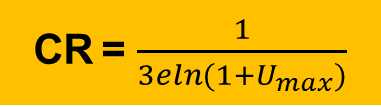 CR = 1/3eln(1+Umax)